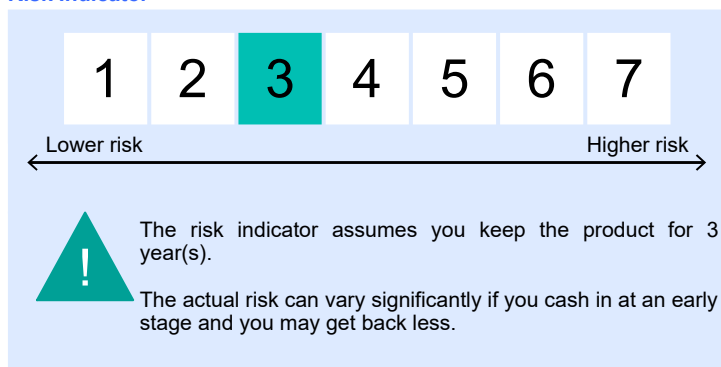 Risk Indicator
1 2 3 4 5 6 7
Lower risk Higher risk
!
The risk indicator assumes you keep the product for 3
year(s).
The actual risk can vary significantly if you cash in at an early
stage and you may get back less.